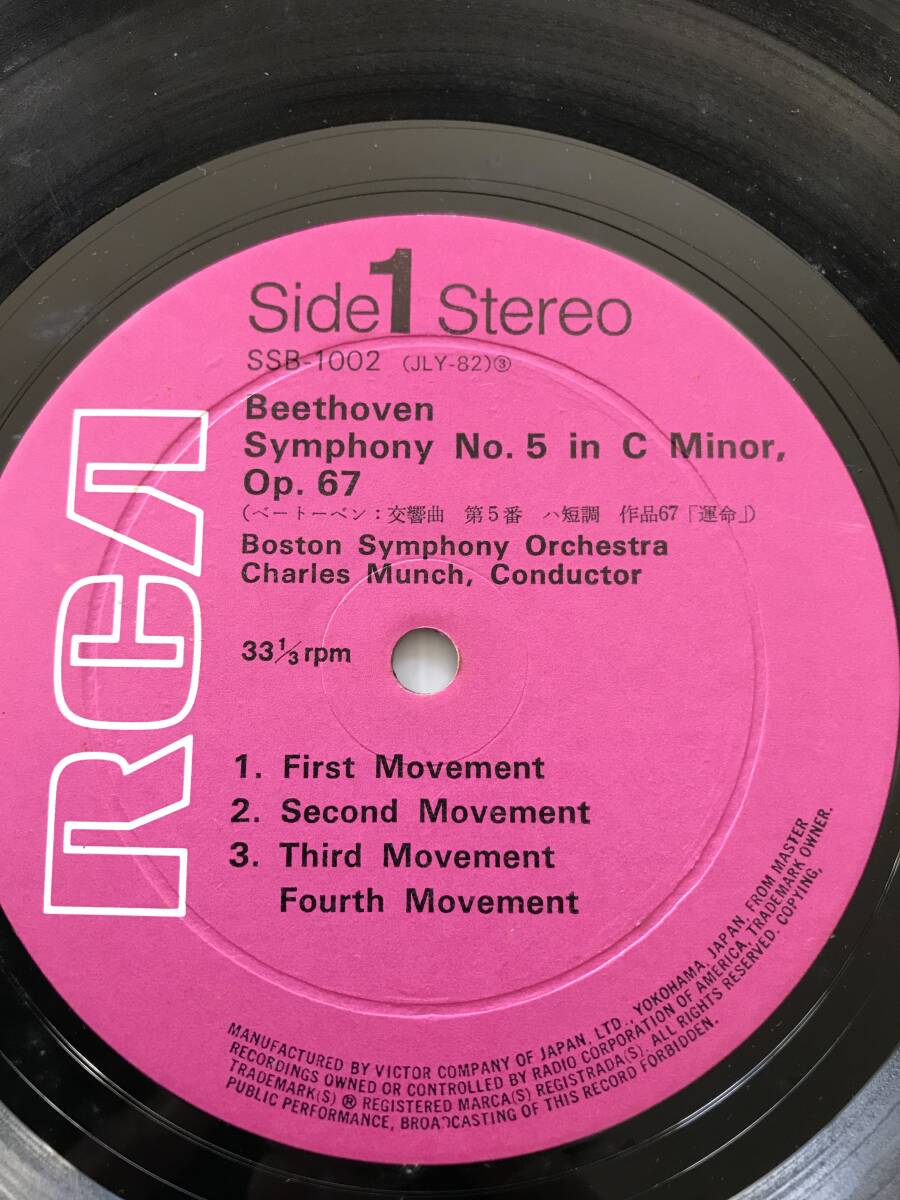 Side 1 Stereo
SSB-1002 (JLY-82)③
Beethoven
Symphony No. 5 in C Minor,
Op. 67
(ベートーベン：交響曲 第5番 ハ短調 作品67「運命」)
Boston Symphony Orchestra
Charles Munch, Conductor
33⅓ rpm
1. First Movement
2. Second Movement
3. Third Movement
Fourth Movement
RCA
MANUFACTURED BY VICTOR COMPANY OF JAPAN, LTD., YOKOHAMA, JAPAN, FROM MASTER
RECORDINGS OWNED OR CONTROLLED BY RADIO CORPORATION OF AMERICA, TRADEMARK OWNER.
TRADEMARK(S) ® REGISTERED MARCA(S) REGISTRADA(S). ALL RIGHTS RESERVED. COPYING,
PUBLIC PERFORMANCE, BROADCASTING OF THIS RECORD FORBIDDEN.